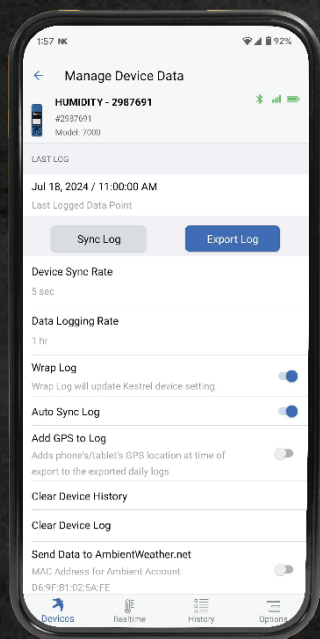 1:57 NK 92%
Manage Device Data
HUMIDITY - 2987691
#2987691
Model: 7000
LAST LOG
Jul 18, 2024 / 11:00:00 AM
Last Logged Data Point
Sync Log Export Log
Device Sync Rate
5 sec
Data Logging Rate
1 hr
Wrap Log
Wrap Log will update Kestrel device setting.
Auto Sync Log
Add GPS to Log
Adds phone's/tablet's GPS location at time of
export to the exported daily logs.
Clear Device History
Clear Device Log
Send Data to AmbientWeather.net
MAC Address for Ambient Account:
D6:9F:B1:02:5A:FE
Devices Realtime History Options